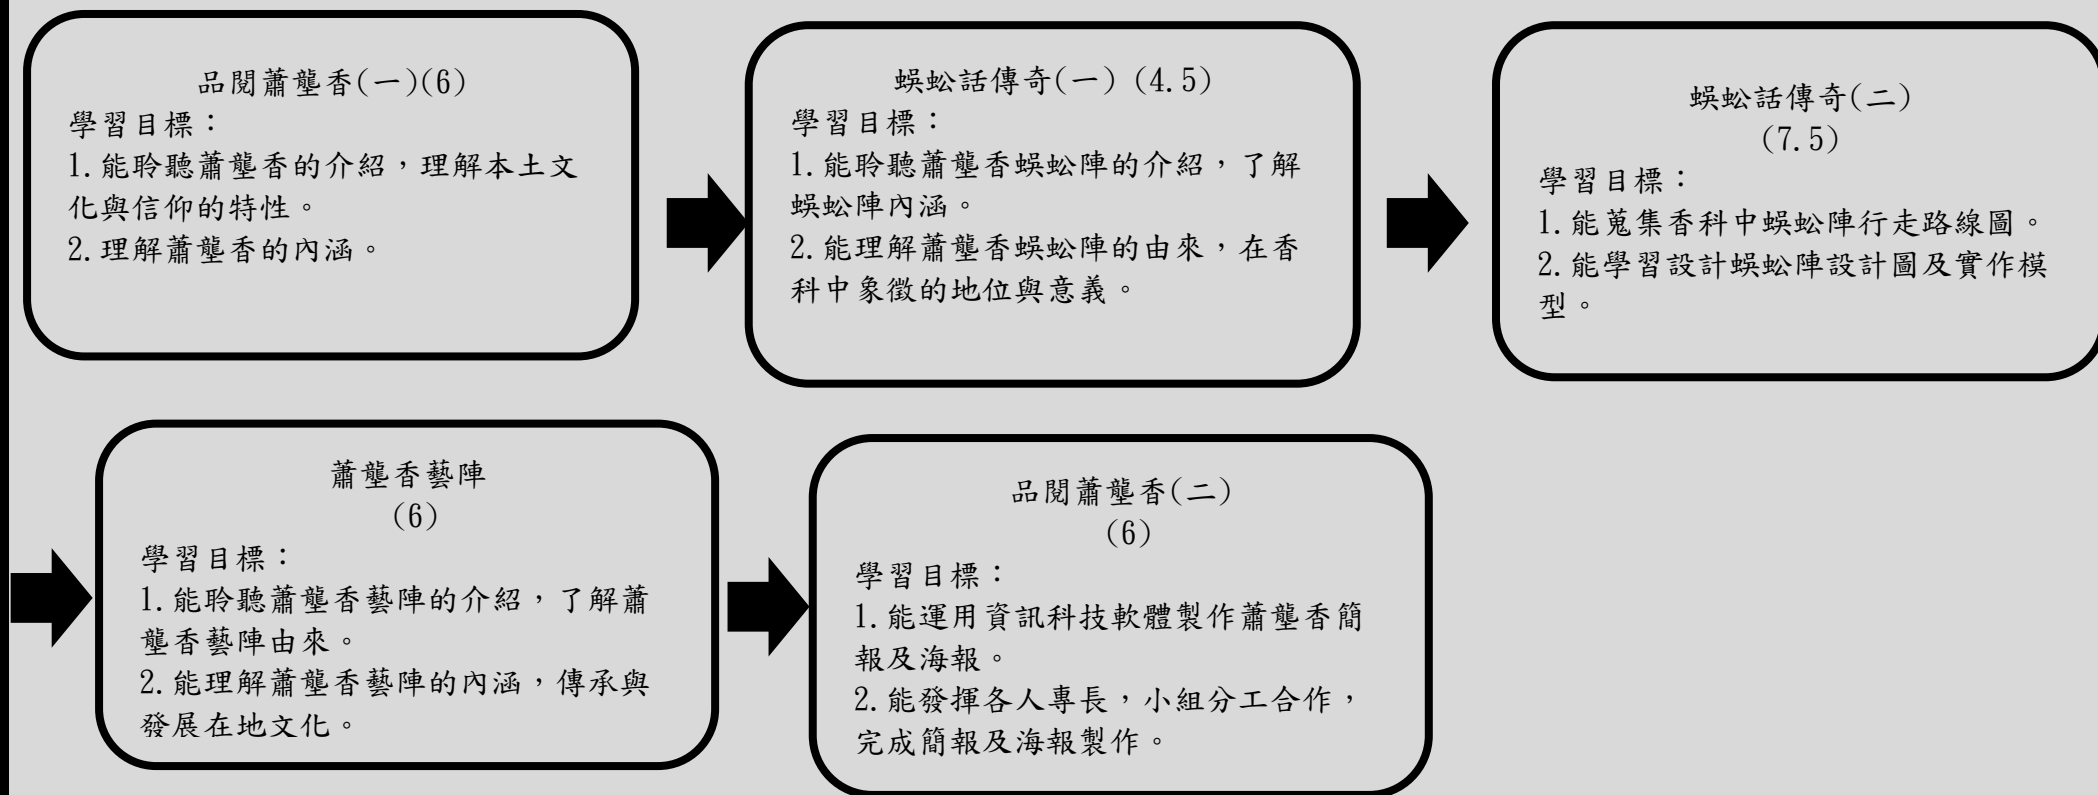 品閱蕭壠香(一)(6)
學習目標：
1.能聆聽蕭壠香的介紹，理解本土文
化與信仰的特性。
2.理解蕭壠香的內涵。
蜈蚣話傳奇(一) (4.5)
學習目標：
1.能聆聽蕭壠香蜈蚣陣的介紹，了解
蜈蚣陣內涵。
2.能理解蕭壠香蜈蚣陣的由來，在香
科中象徵的地位與意義。
蜈蚣話傳奇(二)
(7.5)
學習目標：
1.能蒐集香科中蜈蚣陣行走路線圖。
2.能學習設計蜈蚣陣設計圖及實作模
型。
蕭壠香藝陣
(6)
學習目標：
1.能聆聽蕭壠香藝陣的介紹，了解蕭
壠香藝陣由來。
2.能理解蕭壠香藝陣的內涵，傳承與
發展在地文化。
品閱蕭壠香(二)
(6)
學習目標：
1.能運用資訊科技軟體製作蕭壠香簡
報及海報。
2.能發揮各人專長，小組分工合作，
完成簡報及海報製作。